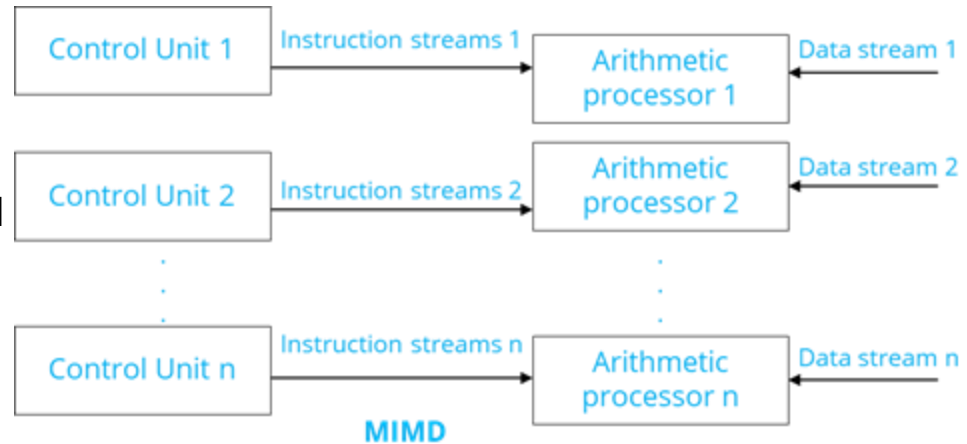 Control Unit 1
Instruction streams 1
Arithmetic
processor 1
Data stream 1
Control Unit 2
Instruction streams 2
Arithmetic
processor 2
Data stream 2
Control Unit n
Instruction streams n
Arithmetic
processor n
Data stream n
MIMD